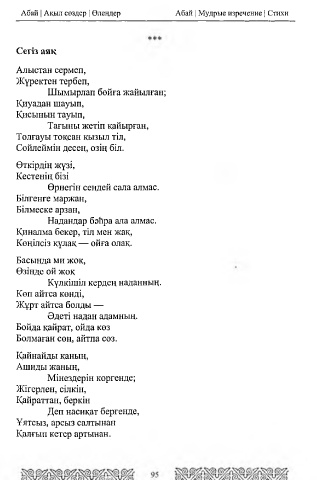 Абай | Ақыл сөздер | Өлеңдер Абай | Мудрые изречение | Стихи
***
Сегіз аяқ
Алыстан сермеп,
Жүректен тербеп,
Шымырлап бойға жайылған;
Қиуадан шауып,
Қисынын тауып,
Тағыны жетіп қайырған,
Толғауы тоқсан қызыл тіл,
Сөйлеймін десең, өзің біл.
Өткірдің жүзі,
Кестенің бізі
Өрнегін сендей сала алмас.
Білгенге маржан,
Білмеске арзан,
Надандар бәһра ала алмас.
Қиналма бекер, тіл мен жақ,
Көңілсіз құлақ — ойға олақ.
Басында ми жоқ,
Өзінде ой жоқ
Күлкішіл кердең наданның.
Көп айтса көнді,
Жұрт айтса болды —
Әдеті надан адамның.
Бойда қайрат, ойда көз
Болмаған соң, айтпа сөз.
Қайнайды қаның,
Ашиды жаның,
Мінездерін көргенде;
Жігерлен, сілкін,
Қайраттан, беркін
Деп насихат бергенде,
Ұятсыз, арсыз салтынан
Қалғып кетер артынан.
95